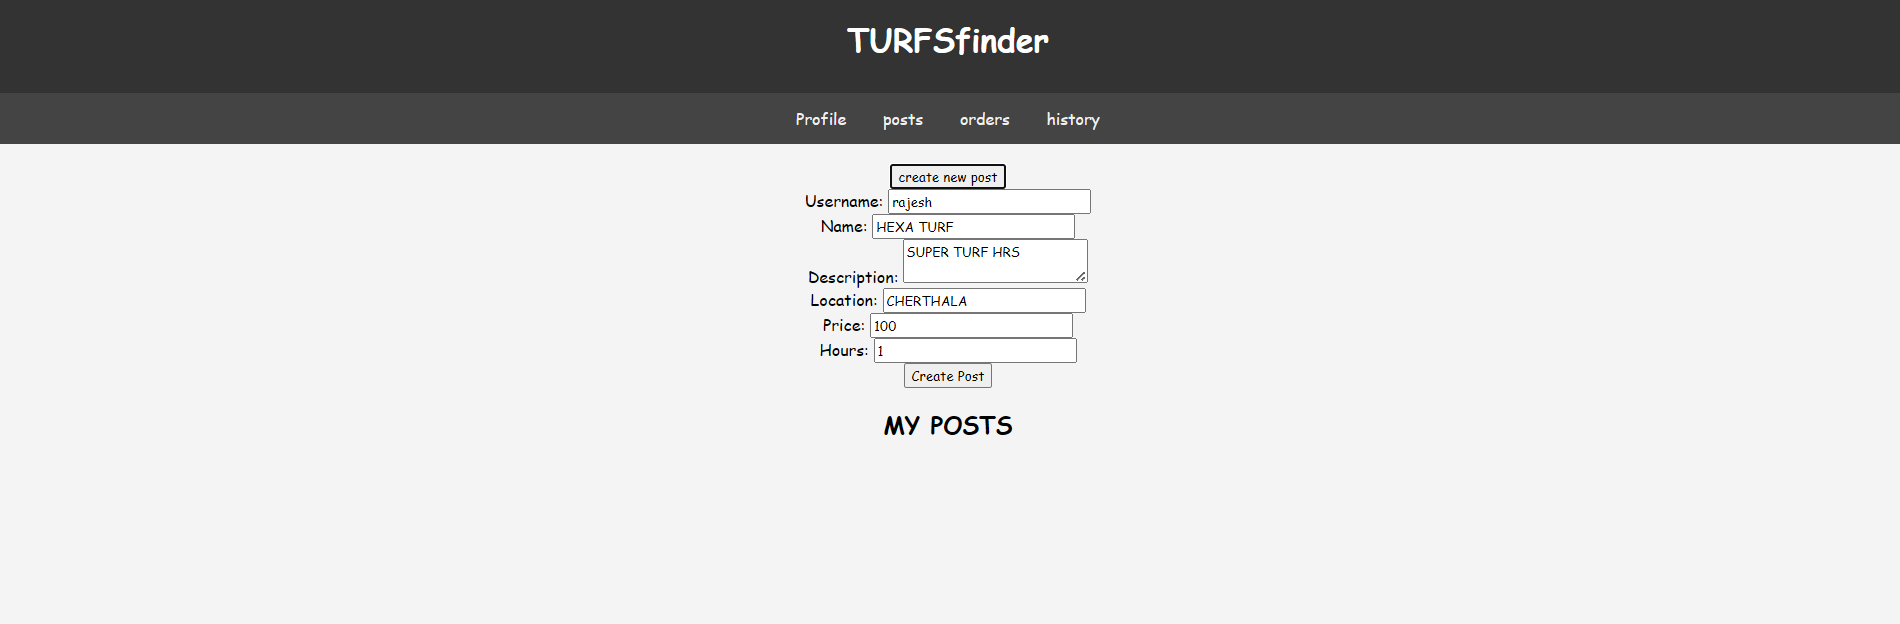 TURFSfinder
Profile posts orders history
create new post
Username: rajesh
Name: HEXA TURF
SUPER TURF HRS
Description:
Location: CHERTHALA
Price: 100
Hours: 1
Create Post
MY POSTS